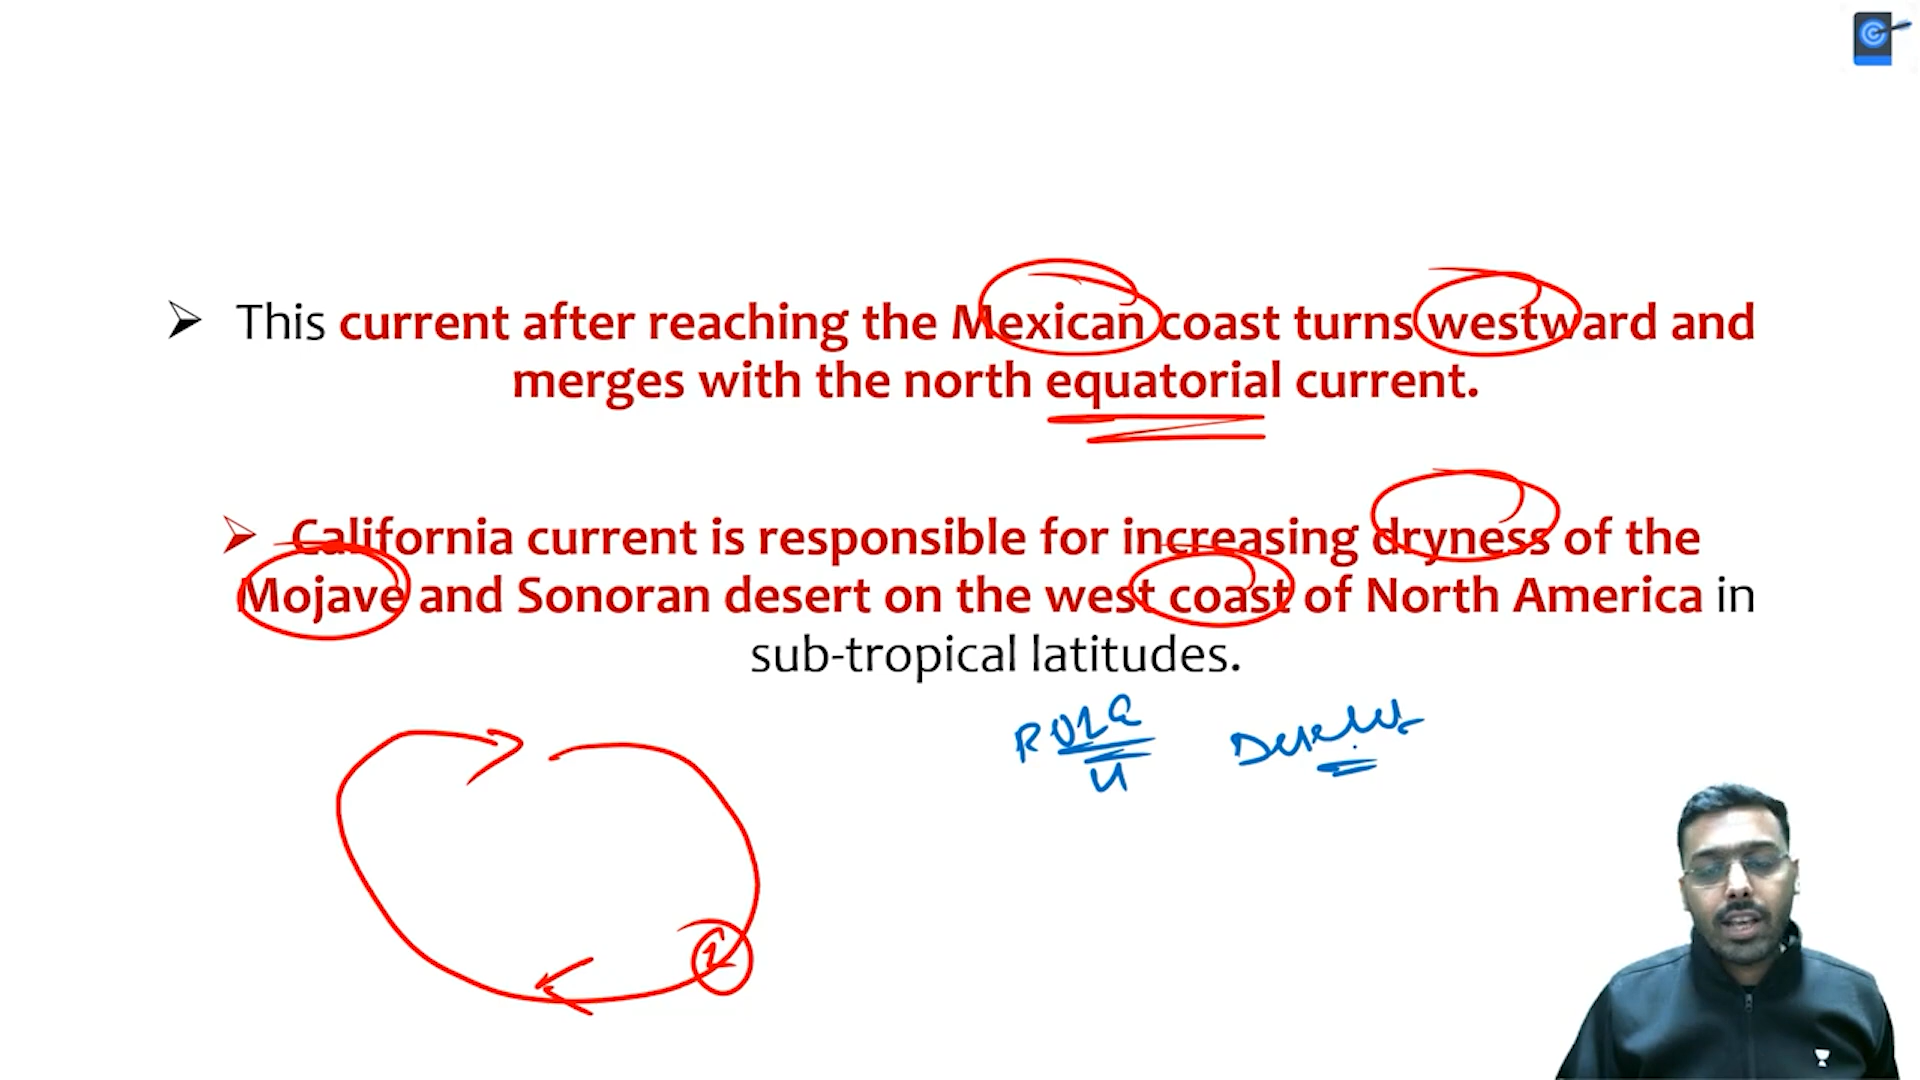 ➤ This current after reaching the Mexican coast turns westward and
merges with the north equatorial current.
➤ California current is responsible for increasing dryness of the
Mojave and Sonoran desert on the west coast of North America in
sub-tropical latitudes.